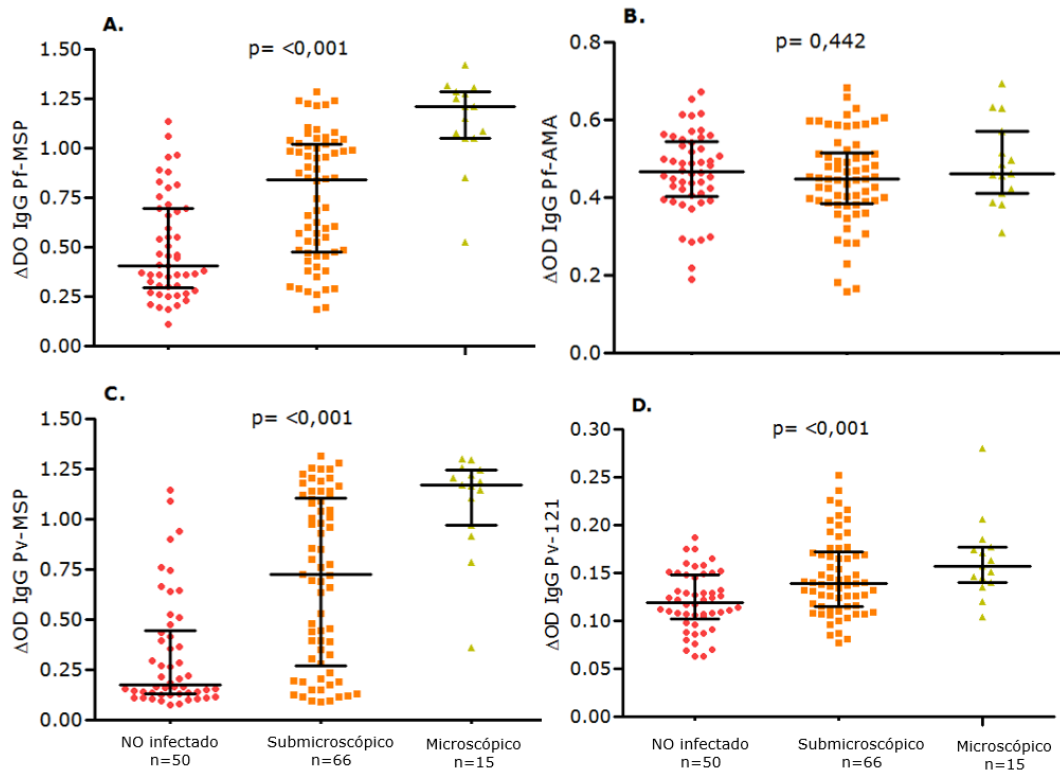 A.
p= <0,001
ΔDO IgG Pf-MSP
1.50
1.25
1.00
0.75
0.50
0.25
0.00
B.
p= 0,442
ΔOD IgG Pf-AMA
0.8
0.6
0.4
0.2
0.0
C.
p= <0,001
ΔOD IgG Pv-MSP
1.50
1.25
1.00
0.75
0.50
0.25
0.00
NO infectado
n=50
Submicroscópico
n=66
Microscópico
n=15
D.
p= <0,001
ΔOD IgG Pv-121
0.30
0.25
0.20
0.15
0.10
0.05
0.00
NO infectado
n=50
Submicroscópico
n=66
Microscópico
n=15